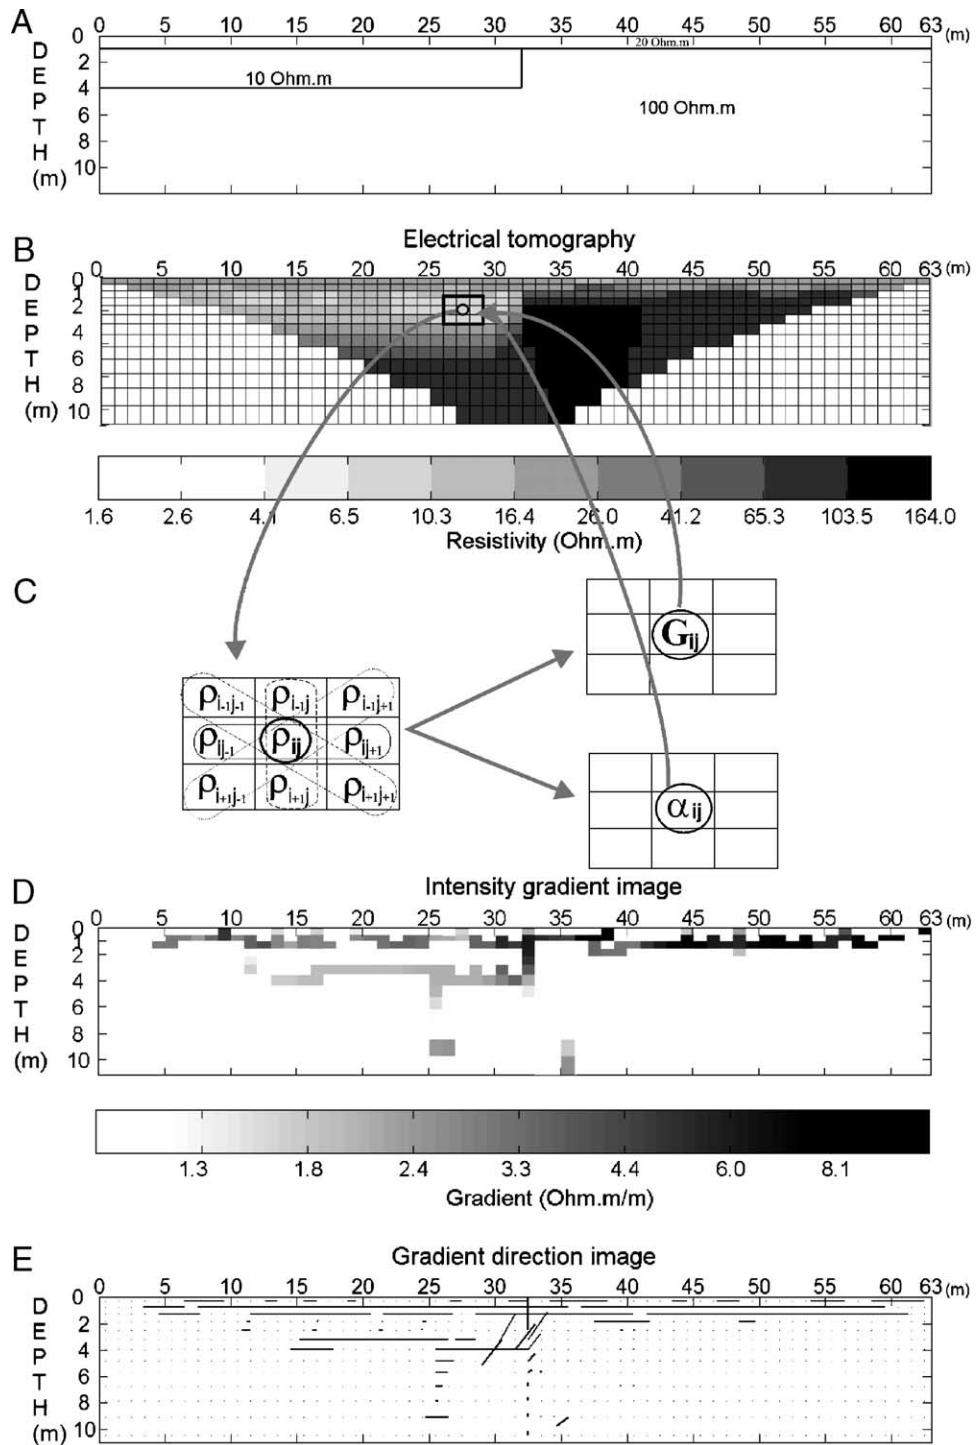 A
0 5 10 15 20 25 30 35 40 45 50 55 60 63 (m)
D E P T H (m)
0
2
4
6
8
10
20 Ohm.m
10 Ohm.m
100 Ohm.m
B
Electrical tomography
0 5 10 15 20 25 30 35 40 45 50 55 60 63 (m)
D E P T H (m)
0
1
2
4
6
8
10
1.6 2.6 4.1 6.5 10.3 16.4 26.0 41.2 65.3 103.5 164.0
Resistivity (Ohm.m)
C
Gij
ρi-1j-1 ρi-1j ρi-1j+1
ρij-1 ρij ρij+1
ρi+1j-1 ρi+1j ρi+1j+1
αij
D
Intensity gradient image
0 5 10 15 20 25 30 35 40 45 50 55 60 63 (m)
D E P T H (m)
0
1
2
4
6
8
10
1.3 1.8 2.4 3.3 4.4 6.0 8.1
Gradient (Ohm.m/m)
E
Gradient direction image
0 5 10 15 20 25 30 35 40 45 50 55 60 63 (m)
D E P T H (m)
0
2
4
6
8
10